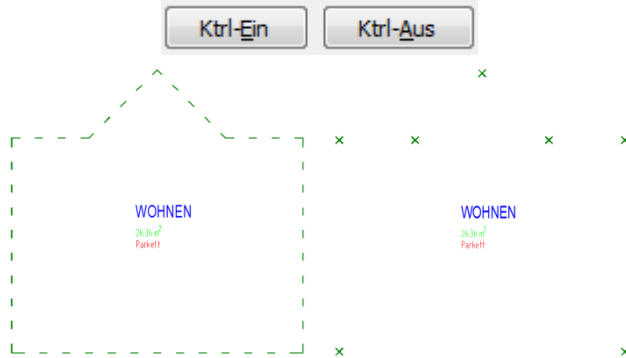 Ktrl-Ein Ktrl-Aus
WOHNEN WOHNEN
26.36 m² 26.36 m²
Parkett Parkett